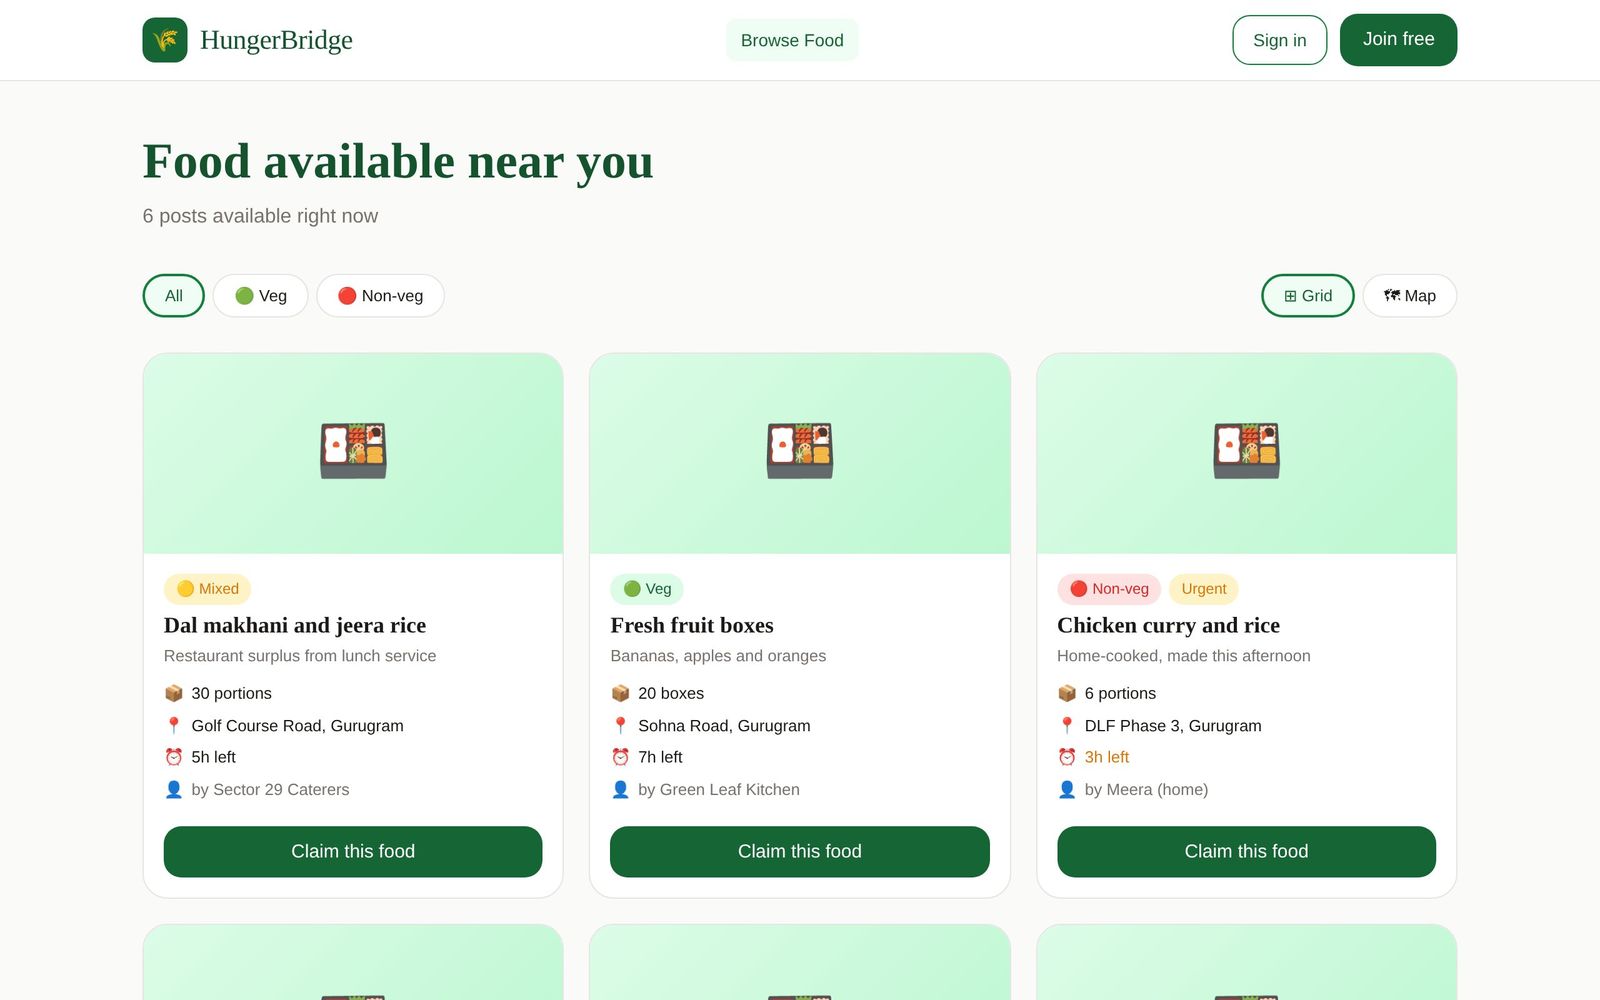 HungerBridge
Browse Food
Sign in
Join free
Food available near you
6 posts available right now
All
Veg
Non-veg
Grid
Map
Mixed
Dal makhani and jeera rice
Restaurant surplus from lunch service
30 portions
Golf Course Road, Gurugram
5h left
by Sector 29 Caterers
Claim this food
Veg
Fresh fruit boxes
Bananas, apples and oranges
20 boxes
Sohna Road, Gurugram
7h left
by Green Leaf Kitchen
Claim this food
Non-veg
Urgent
Chicken curry and rice
Home-cooked, made this afternoon
6 portions
DLF Phase 3, Gurugram
3h left
by Meera (home)
Claim this food